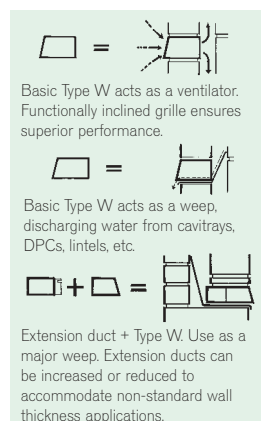 Basic Type W acts as a ventilator.
Functionally inclined grille ensures
superior performance.
Basic Type W acts as a weep,
discharging water from cavitrays,
DPCs, lintels, etc.
Extension duct + Type W. Use as a
major weep. Extension ducts can
be increased or reduced to
accommodate non-standard wall
thickness applications.